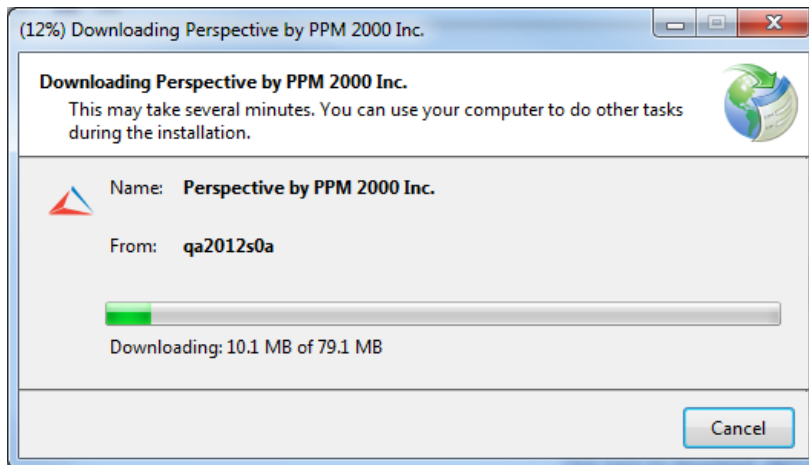 (12%) Downloading Perspective by PPM 2000 Inc.
Downloading Perspective by PPM 2000 Inc.
This may take several minutes. You can use your computer to do other tasks
during the installation.
Name: Perspective by PPM 2000 Inc.
From: qa2012s0a
Downloading: 10.1 MB of 79.1 MB
Cancel